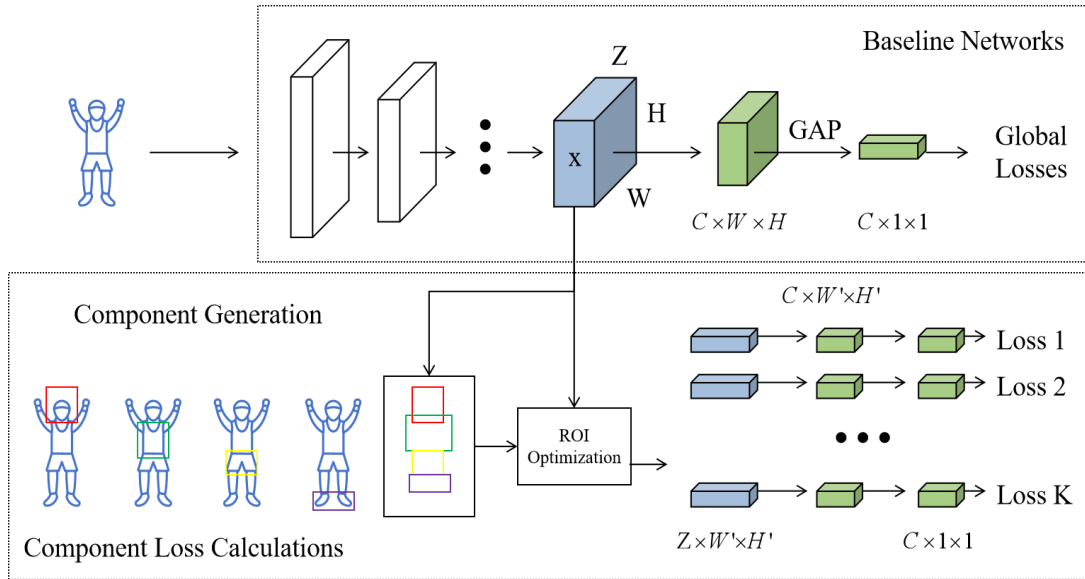 Baseline Networks
Z
H
x
W
GAP
Global
Losses
C×W×H
C×1×1
Component Generation
C×W'×H'
Loss 1
Loss 2
ROI
Optimization
Loss K
Z×W'×H'
C×1×1
Component Loss Calculations